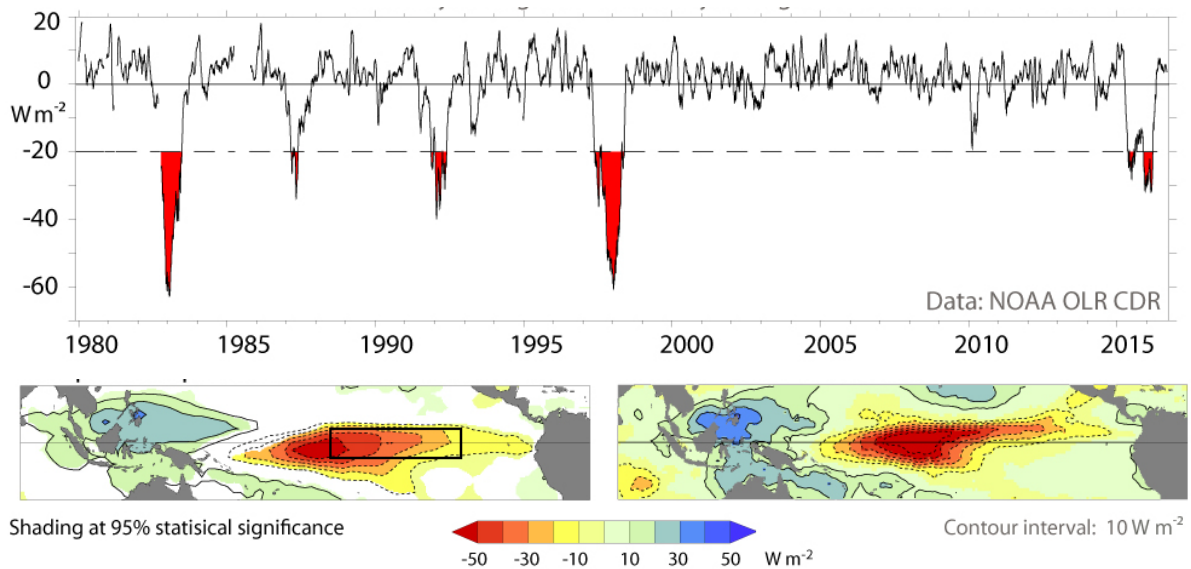 20
0
W m-2
-20
-40
-60
Data: NOAA OLR CDR
1980 1985 1990 1995 2000 2005 2010 2015
Shading at 95% statisical significance
Contour interval: 10 W m-2
-50 -30 -10 10 30 50 W m-2